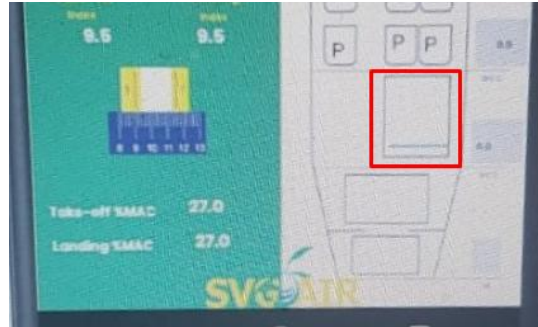 Index Index
9.5 9.5
P P P
8 9 10 11 12 13
Take-off %MAC 27.0
Landing %MAC 27.0
SVG AIR